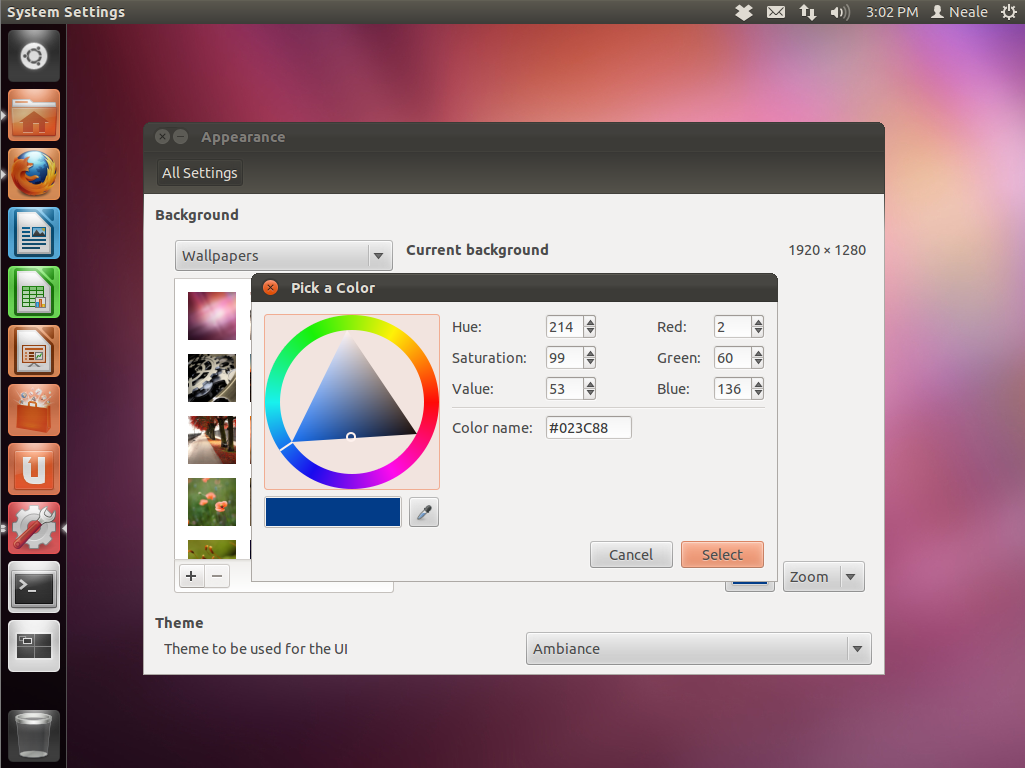 System Settings
3:02 PM Neale
Appearance
All Settings
Background
Wallpapers
Current background
1920 × 1280
Pick a Color
Hue: 214 Red: 2
Saturation: 99 Green: 60
Value: 53 Blue: 136
Color name: #023C88
Cancel Select
Zoom
Theme
Theme to be used for the UI Ambiance